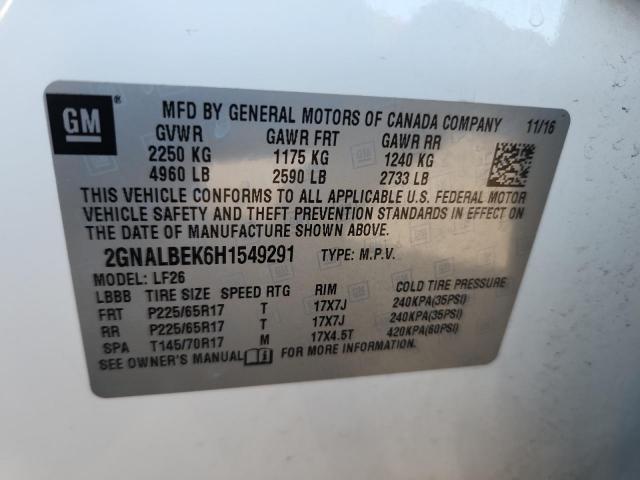 GM ® MFD BY GENERAL MOTORS OF CANADA COMPANY 11/16
GVWR GAWR FRT GAWR RR
2250 KG 1175 KG 1240 KG
4960 LB 2590 LB 2733 LB
THIS VEHICLE CONFORMS TO ALL APPLICABLE U.S. FEDERAL MOTOR
VEHICLE SAFETY AND THEFT PREVENTION STANDARDS IN EFFECT ON
THE DATE OF MANUFACTURE SHOWN ABOVE.
2GNALBEK6H1549291 TYPE: M.P.V.
MODEL: LF26
LBBB TIRE SIZE SPEED RTG RIM COLD TIRE PRESSURE
FRT P225/65R17 T 17X7J 240KPA(35PSI)
RR P225/65R17 T 17X7J 240KPA(35PSI)
SPA T145/70R17 M 17X4.5T 420KPA(60PSI)
SEE OWNER'S MANUAL FOR MORE INFORMATION.